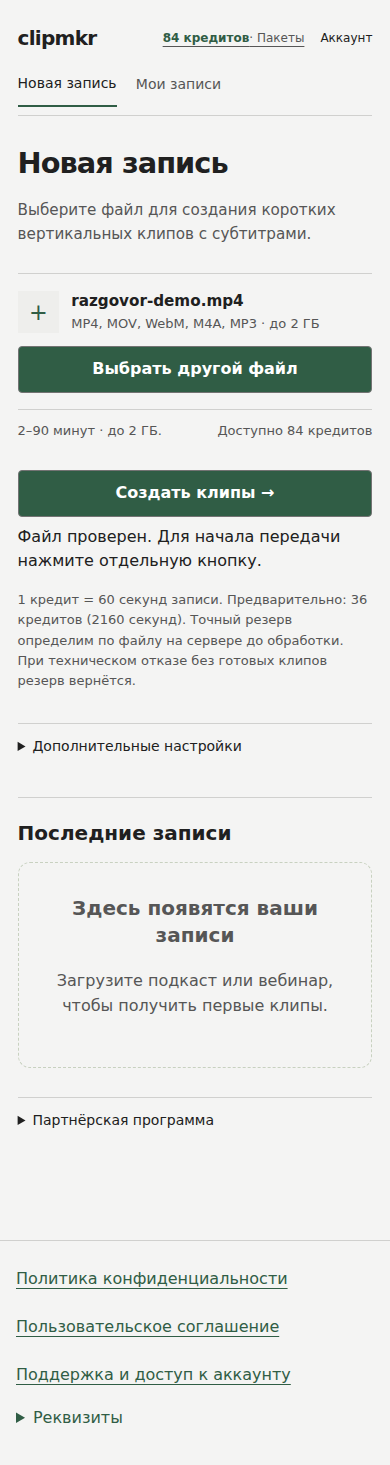 clipmkr
84 кредитов · Пакеты
Аккаунт
Новая запись
Мои записи
Новая запись
Выберите файл для создания коротких
вертикальных клипов с субтитрами.
+
razgovor-demo.mp4
MP4, MOV, WebM, M4A, MP3 · до 2 ГБ
Выбрать другой файл
2–90 минут · до 2 ГБ.
Доступно 84 кредитов
Создать клипы →
Файл проверен. Для начала передачи
нажмите отдельную кнопку.
1 кредит = 60 секунд записи. Предварительно: 36
кредитов (2160 секунд). Точный резерв
определим по файлу на сервере до обработки.
При техническом отказе без готовых клипов
резерв вернётся.
Дополнительные настройки
Последние записи
Здесь появятся ваши
записи
Загрузите подкаст или вебинар,
чтобы получить первые клипы.
Партнёрская программа
Политика конфиденциальности
Пользовательское соглашение
Поддержка и доступ к аккаунту
Реквизиты